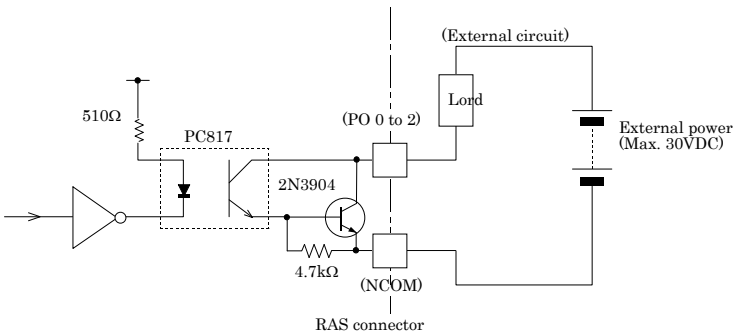 (External circuit)
510Ω
Lord
(PO 0 to 2)
PC817
External power
(Max. 30VDC)
2N3904
4.7kΩ
(NCOM)
RAS connector